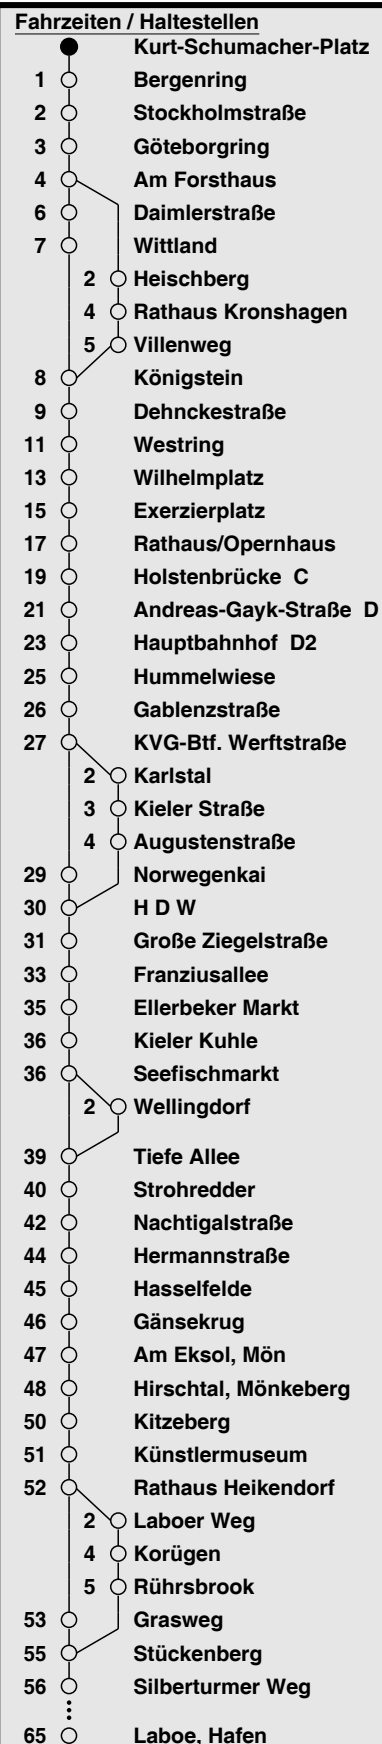 Fahrzeiten / Haltestellen
Kurt-Schumacher-Platz
1 Bergenring
2 Stockholmstraße
3 Göteborgring
4 Am Forsthaus
6 Daimlerstraße
7 Wittland
2 Heischberg
4 Rathaus Kronshagen
5 Villenweg
8 Königstein
9 Dehnckestraße
11 Westring
13 Wilhelmplatz
15 Exerzierplatz
17 Rathaus/Opernhaus
19 Holstenbrücke C
21 Andreas-Gayk-Straße D
23 Hauptbahnhof D2
25 Hummelwiese
26 Gablenzstraße
27 KVG-Btf. Werftstraße
2 Karlstal
3 Kieler Straße
4 Augustenstraße
29 Norwegenkai
30 H D W
31 Große Ziegelstraße
33 Franziusallee
35 Ellerbeker Markt
36 Kieler Kuhle
36 Seefischmarkt
2 Wellingdorf
39 Tiefe Allee
40 Strohredder
42 Nachtigalstraße
44 Hermannstraße
45 Hasselfelde
46 Gänsekrug
47 Am Eksol, Mön
48 Hirschtal, Mönkeberg
50 Kitzeberg
51 Künstlermuseum
52 Rathaus Heikendorf
2 Laboer Weg
4 Korügen
5 Rührsbrook
53 Grasweg
55 Stückenberg
56 Silberturmer Weg
65 Laboe, Hafen